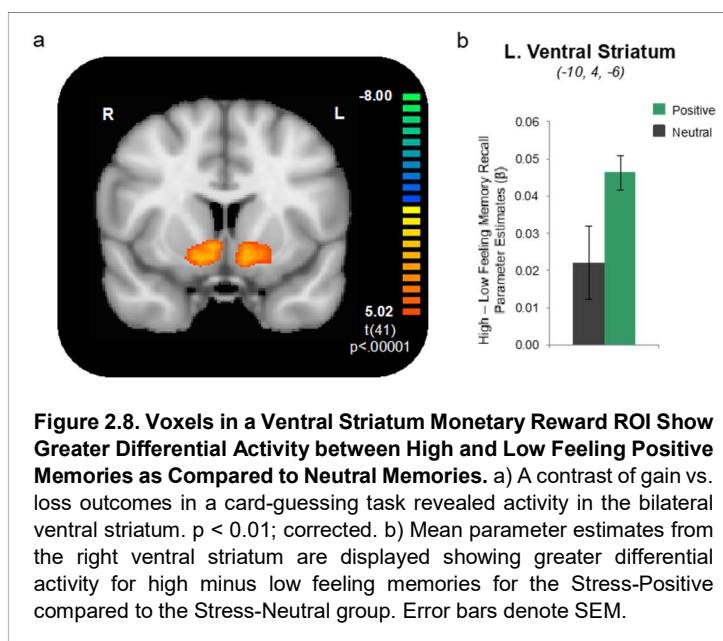 a
b
L. Ventral Striatum
(-10, 4, -6)
R
L
-8.00
5.02
t(41)
p<.00001
Positive
Neutral
High – Low Feeling Memory Recall
Parameter Estimates (β)
0.06
0.05
0.04
0.03
0.02
0.01
0.00
Figure 2.8. Voxels in a Ventral Striatum Monetary Reward ROI Show
Greater Differential Activity between High and Low Feeling Positive
Memories as Compared to Neutral Memories. a) A contrast of gain vs.
loss outcomes in a card-guessing task revealed activity in the bilateral
ventral striatum. p < 0.01; corrected. b) Mean parameter estimates from
the right ventral striatum are displayed showing greater differential
activity for high minus low feeling memories for the Stress-Positive
compared to the Stress-Neutral group. Error bars denote SEM.